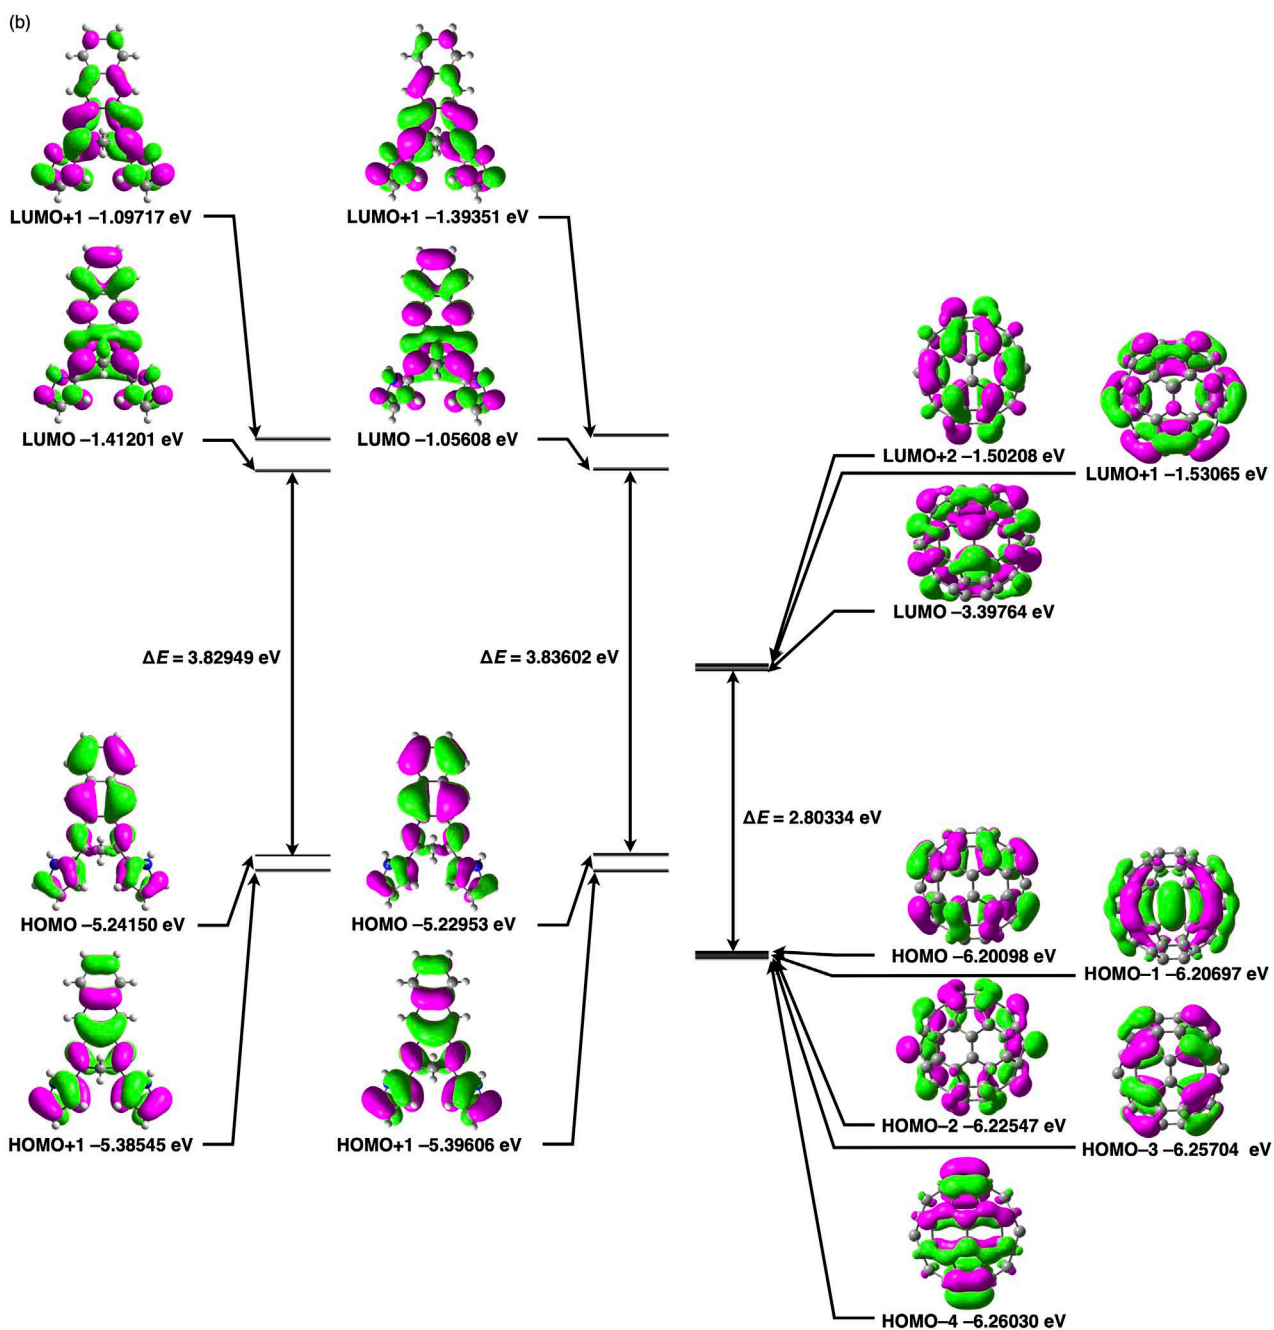 (b)
LUMO+1 –1.09717 eV
LUMO+1 –1.39351 eV
LUMO –1.41201 eV
LUMO –1.05608 eV
LUMO+2 –1.50208 eV
LUMO+1 –1.53065 eV
LUMO –3.39764 eV
ΔE = 3.82949 eV
ΔE = 3.83602 eV
ΔE = 2.80334 eV
HOMO –5.24150 eV
HOMO –5.22953 eV
HOMO –6.20098 eV
HOMO–1 –6.20697 eV
HOMO+1 –5.38545 eV
HOMO+1 –5.39606 eV
HOMO–2 –6.22547 eV
HOMO–3 –6.25704 eV
HOMO–4 –6.26030 eV